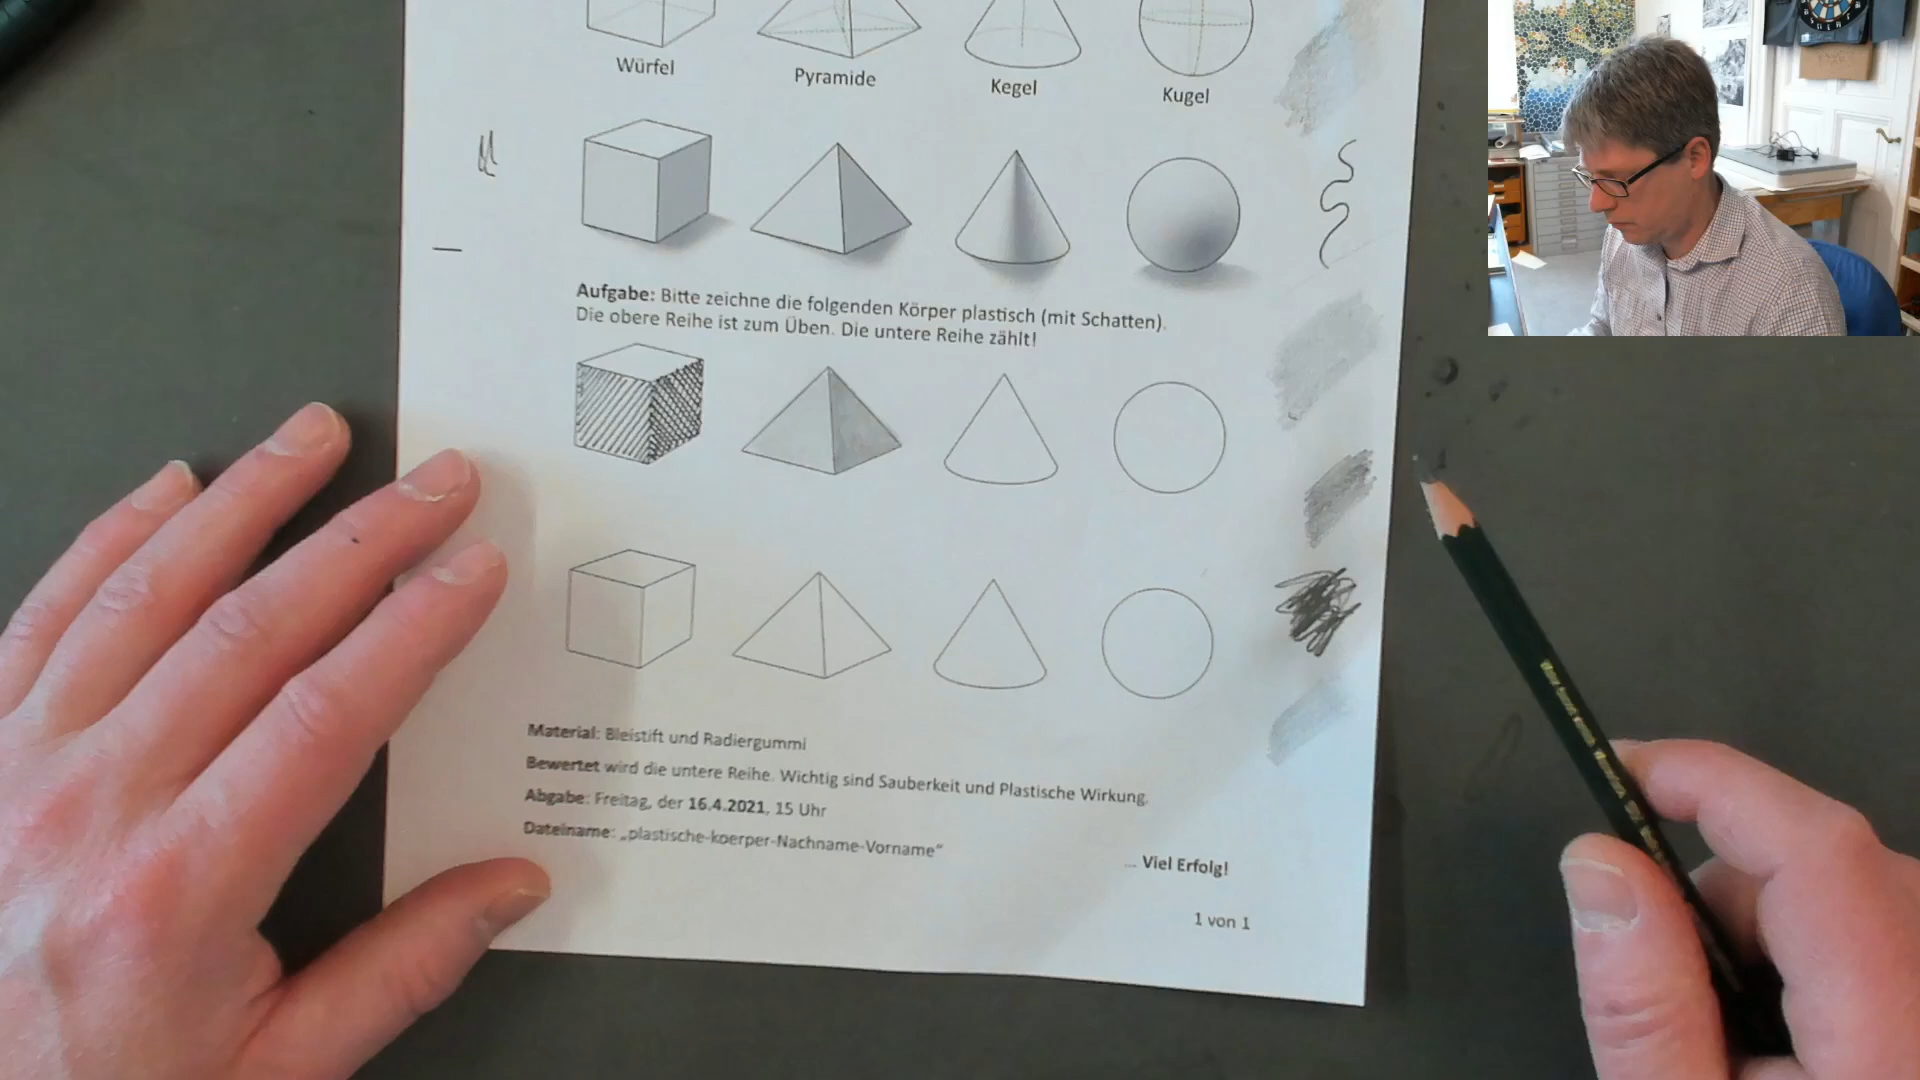 Würfel
Pyramide
Kegel
Kugel
Aufgabe: Bitte zeichne die folgenden Körper plastisch (mit Schatten).
Die obere Reihe ist zum Üben. Die untere Reihe zählt!
Material: Bleistift und Radiergummi
Bewertet wird die untere Reihe. Wichtig sind Sauberkeit und Plastische Wirkung.
Abgabe: Freitag, der 16.4.2021, 15 Uhr
Dateiname: „plastische-koerper-Nachname-Vorname“
... Viel Erfolg!
1 von 1